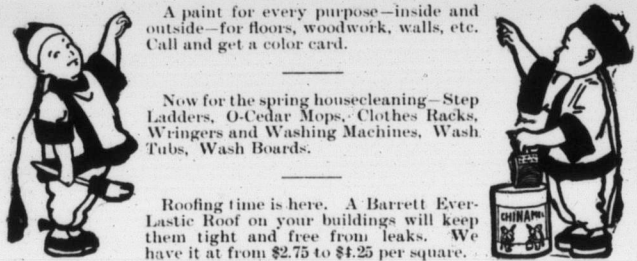 A paint for every purpose—inside and
outside—for floors, woodwork, walls, etc.
Call and get a color card.
Now for the spring housecleaning—Step
Ladders, O-Cedar Mops, Clothes Racks,
Wringers and Washing Machines, Wash
Tubs, Wash Boards.
Roofing time is here. A Barrett Ever-
Lastic Roof on your buildings will keep
them tight and free from leaks. We
have it at from $2.75 to $4.25 per square.